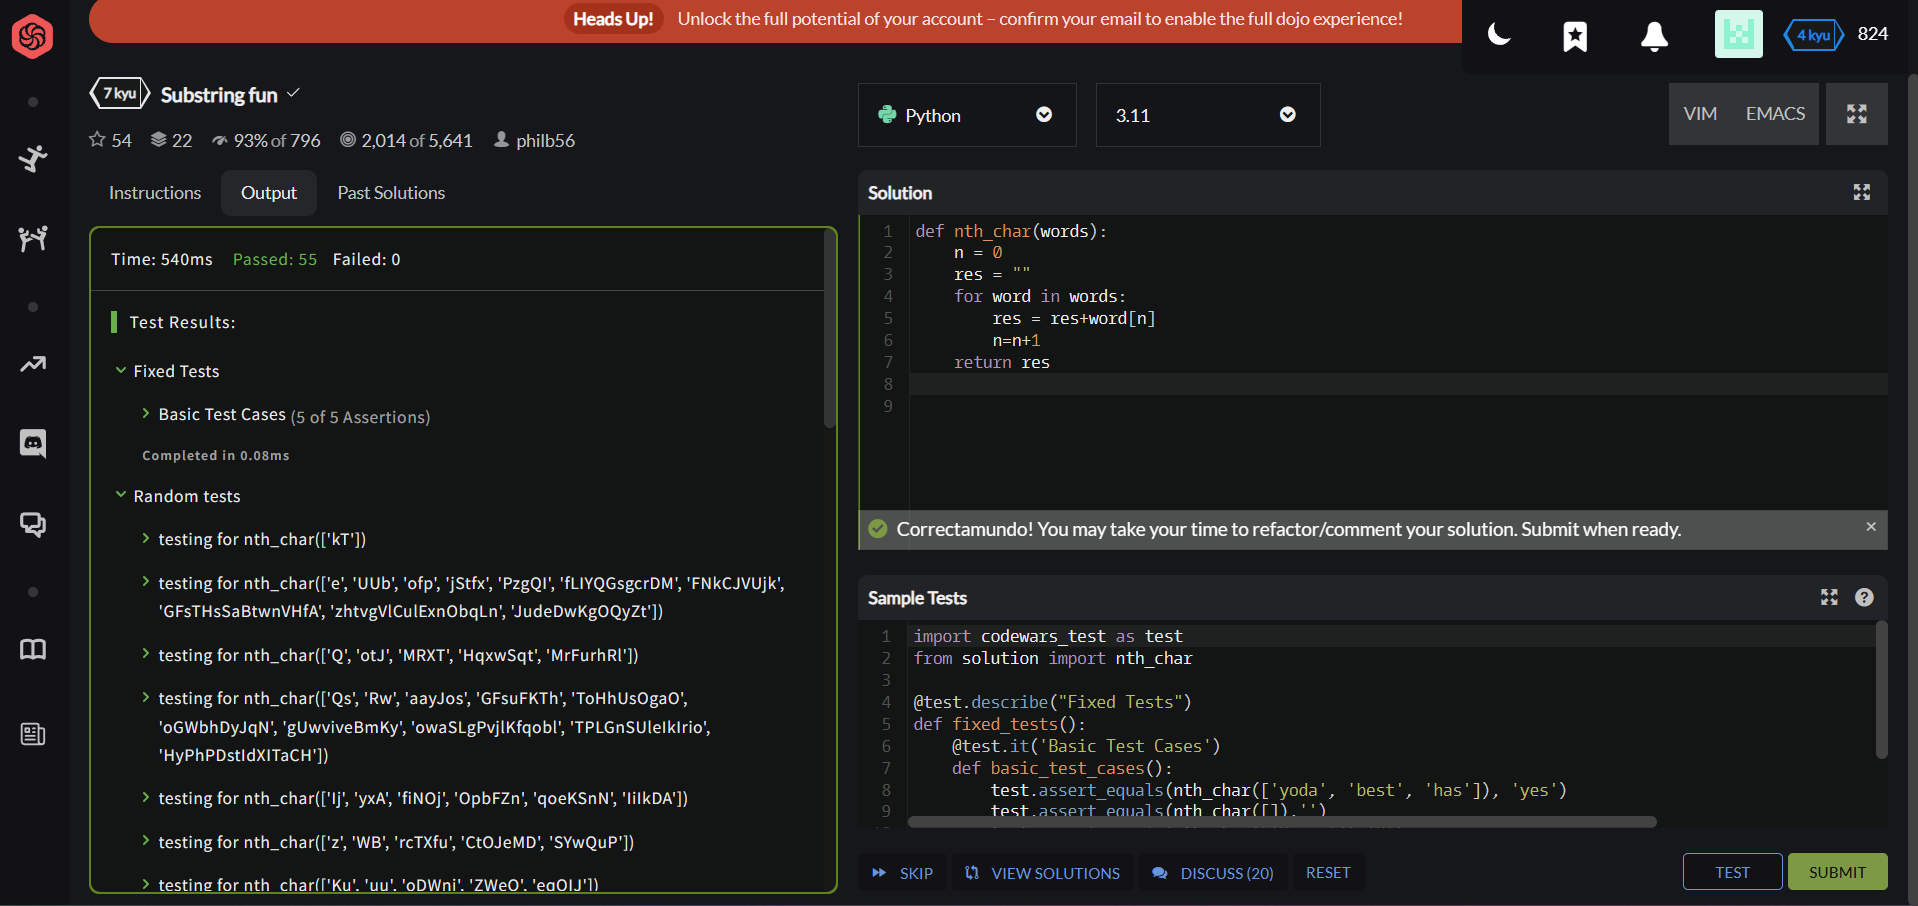 Heads Up! Unlock the full potential of your account – confirm your email to enable the full dojo experience!
4 kyu 824
7 kyu Substring fun
54 22 93% of 796 2,014 of 5,641 philb56
Instructions Output Past Solutions
Time: 540ms Passed: 55 Failed: 0
Test Results:
Fixed Tests
Basic Test Cases (5 of 5 Assertions)
Completed in 0.08ms
Random tests
testing for nth_char(['kT'])
testing for nth_char(['e', 'UUb', 'ofp', 'jStfx', 'PzgQI', 'fLIYQGsgcrDM', 'FNkCJVUjk',
'GFsTHsSaBtwnVHfA', 'zhtvgVlCulExnObqLn', 'JudeDwKgOQyZt'])
testing for nth_char(['Q', 'otJ', 'MRXT', 'HqxwSqt', 'MrFurhRl'])
testing for nth_char(['Qs', 'Rw', 'aayJos', 'GFsuFKTh', 'ToHhUsOgaO',
'oGWbhDyJqN', 'gUwviveBmKy', 'owaSLgPvjlKfqobl', 'TPLGnSUleIkIrio',
'HyPhPDstIdXITaCH'])
testing for nth_char(['Ij', 'yxA', 'fiNOj', 'OpbFZn', 'qoeKSnN', 'IiIkDA'])
testing for nth_char(['z', 'WB', 'rcTXfu', 'CtOJeMD', 'SYwQuP'])
testing for nth_char(['Ku', 'uu', 'oDWni', 'ZWeO', 'eqOIJ'])
Python 3.11 VIM EMACS
Solution
1 def nth_char(words):
2 n = 0
3 res = ""
4 for word in words:
5 res = res+word[n]
6 n=n+1
7 return res
8
9
Correctamundo! You may take your time to refactor/comment your solution. Submit when ready. ×
Sample Tests
1 import codewars_test as test
2 from solution import nth_char
3
4 @test.describe("Fixed Tests")
5 def fixed_tests():
6 @test.it('Basic Test Cases')
7 def basic_test_cases():
8 test.assert_equals(nth_char(['yoda', 'best', 'has']), 'yes')
9 test.assert_equals(nth_char([]),'')
SKIP VIEW SOLUTIONS DISCUSS (20) RESET TEST SUBMIT